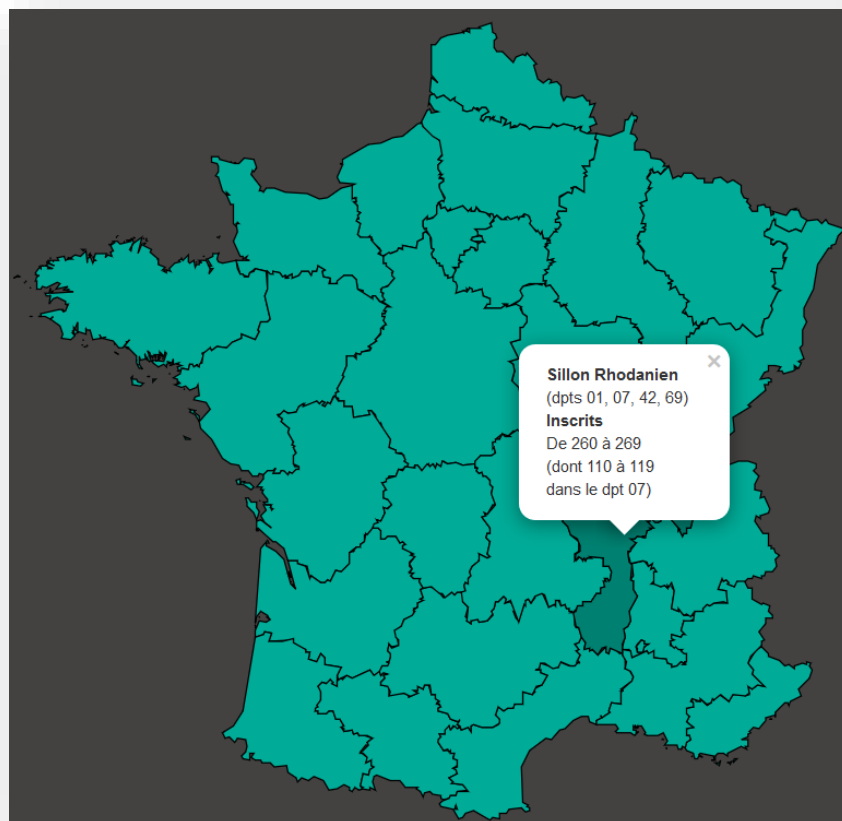 ×
Sillon Rhodanien
(dpts 01, 07, 42, 69)
Inscrits
De 260 à 269
(dont 110 à 119
dans le dpt 07)